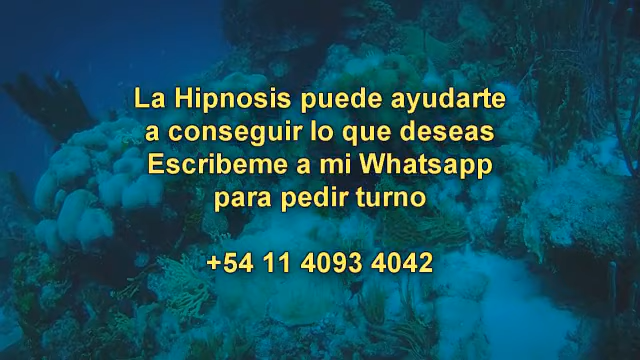 La Hipnosis puede ayudarte
a conseguir lo que deseas
Escribeme a mi Whatsapp
para pedir turno
+54 11 4093 4042